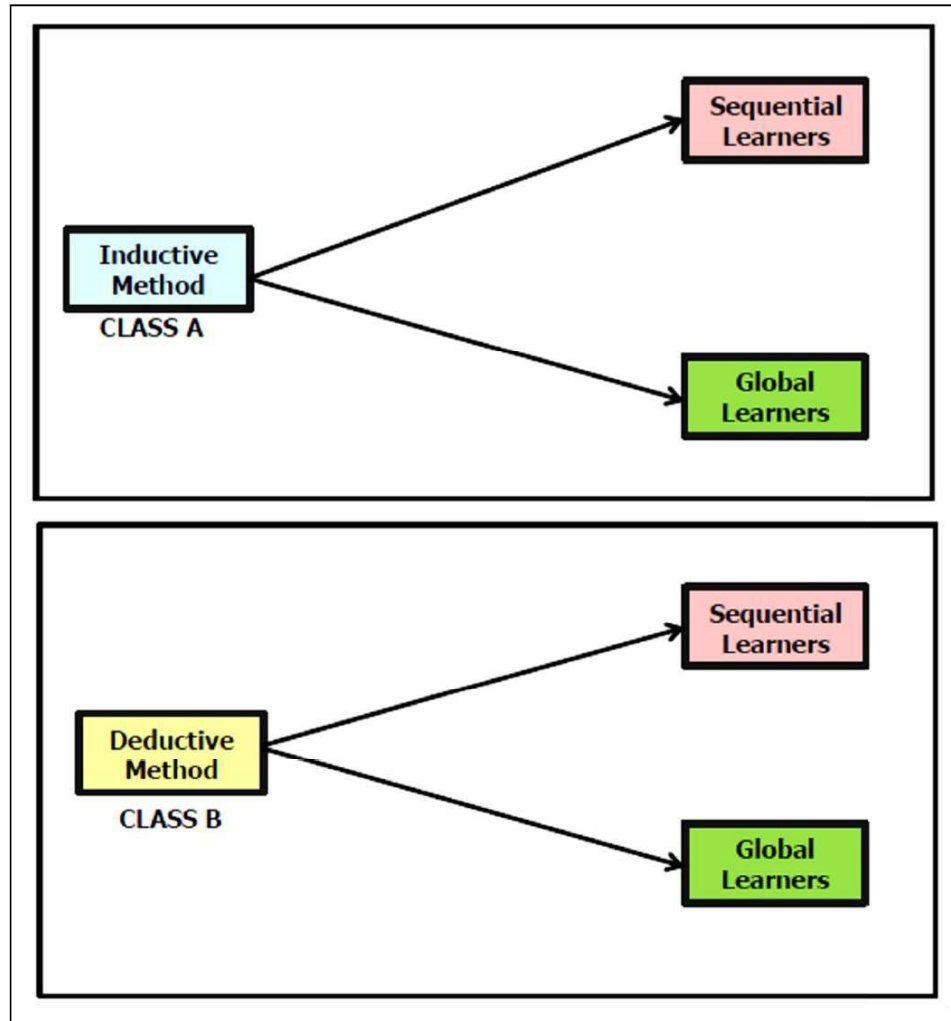 Sequential
Learners
Inductive
Method
CLASS A
Global
Learners
Sequential
Learners
Deductive
Method
CLASS B
Global
Learners